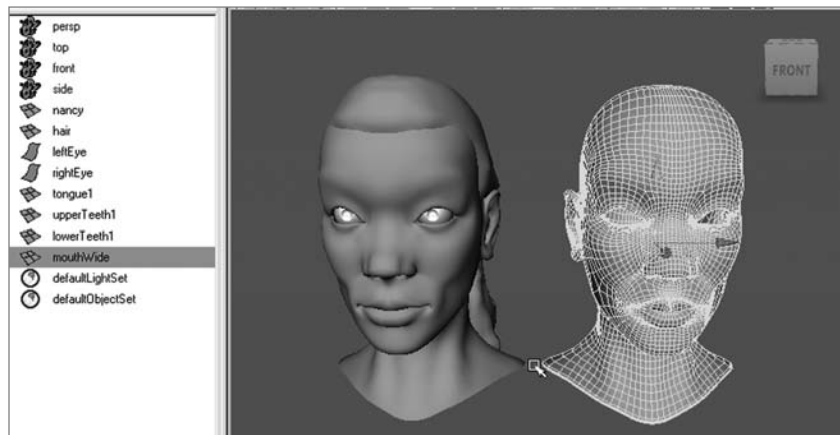 persp
top
front
side
nancy
hair
leftEye
rightEye
tongue1
upperTeeth1
lowerTeeth1
mouthWide
defaultLightSet
defaultObjectSet
FRONT